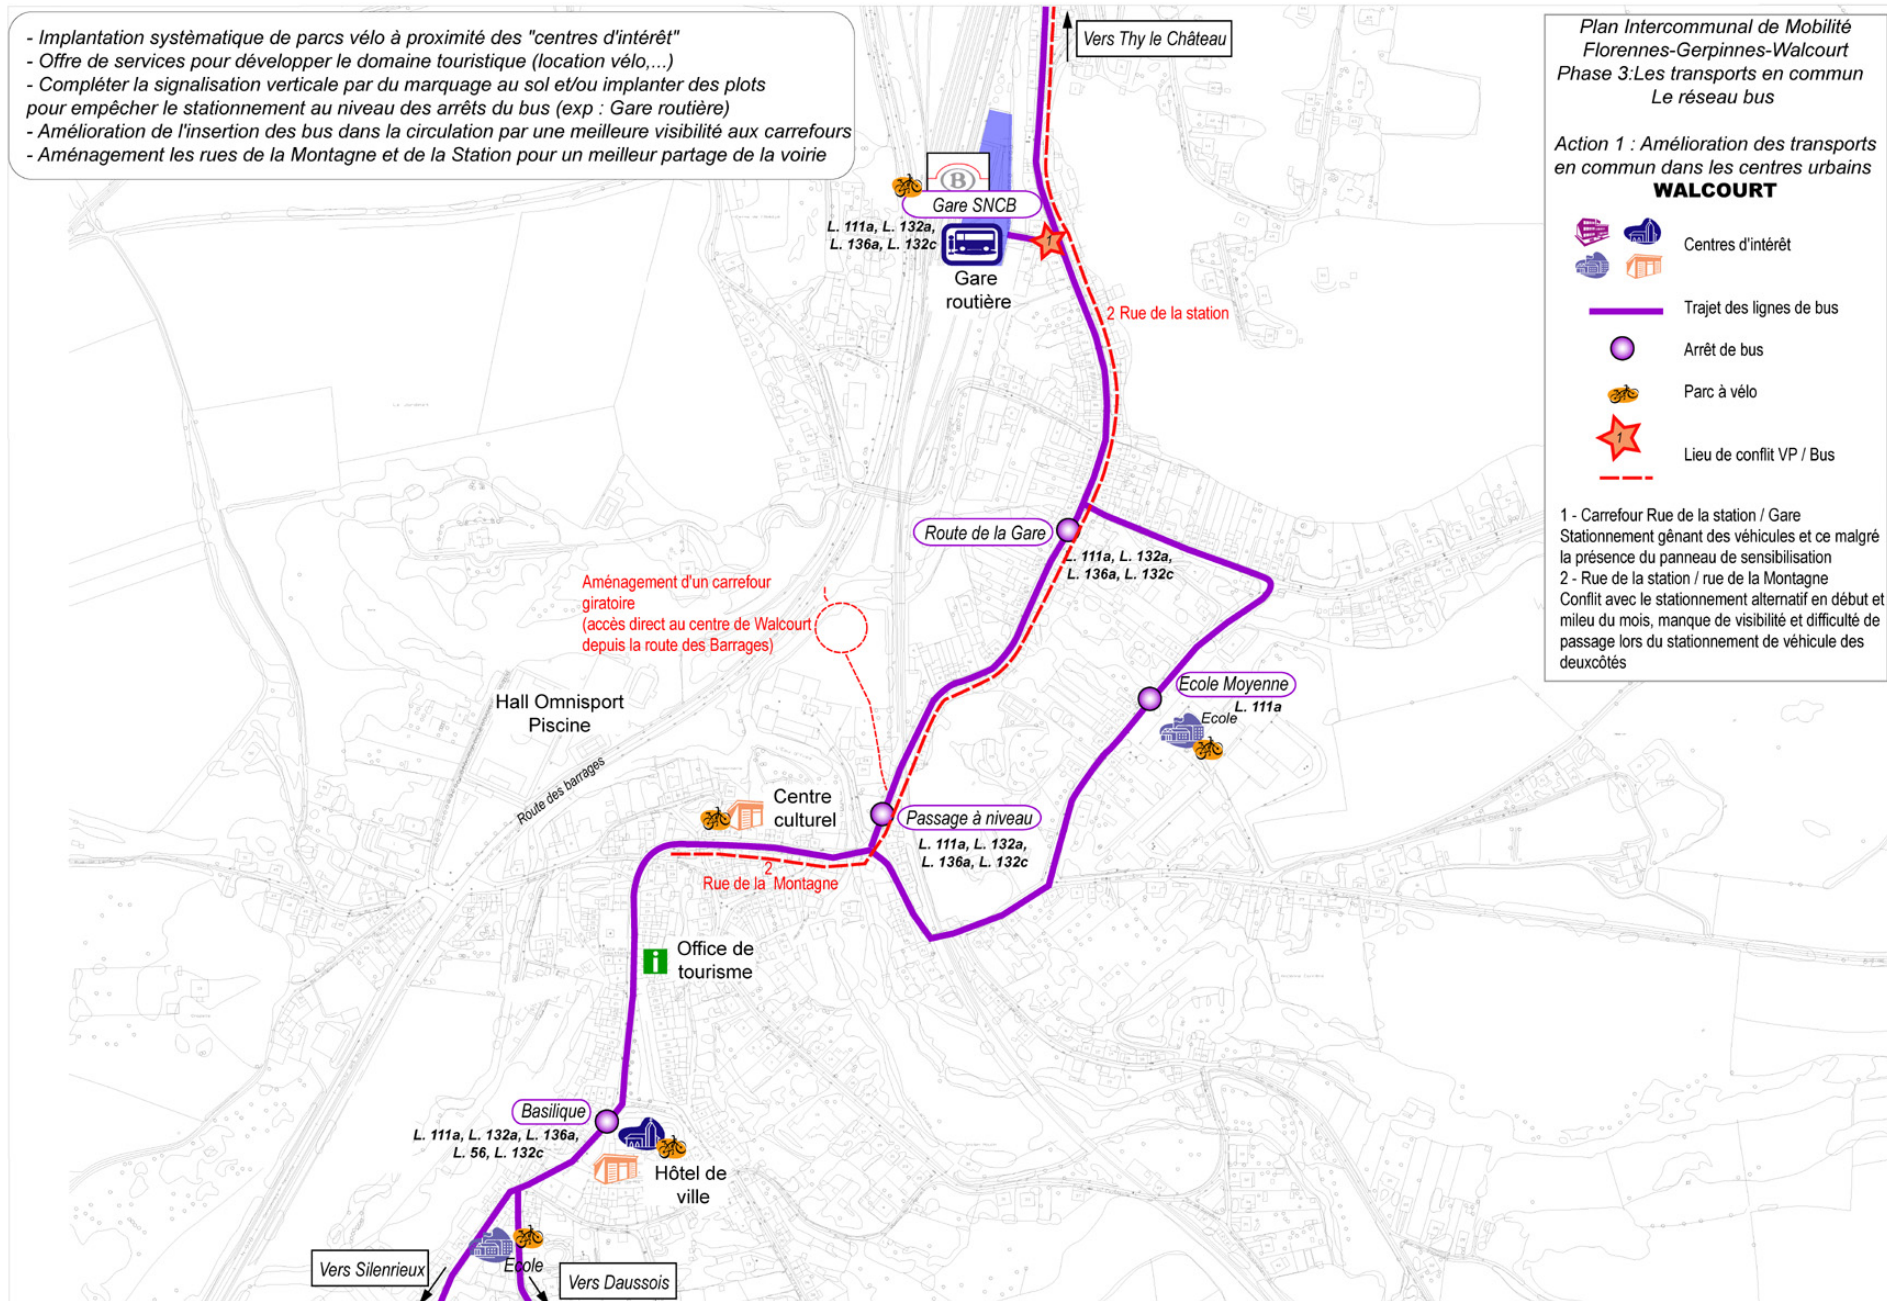 - Implantation systèmatique de parcs vélo à proximité des "centres d'intérêt"
- Offre de services pour développer le domaine touristique (location vélo,...)
- Compléter la signalisation verticale par du marquage au sol et/ou implanter des plots
pour empêcher le stationnement au niveau des arrêts du bus (exp : Gare routière)
- Amélioration de l'insertion des bus dans la circulation par une meilleure visibilité aux carrefours
- Aménagement les rues de la Montagne et de la Station pour un meilleur partage de la voirie
Vers Thy le Château
Plan Intercommunal de Mobilité
Florennes-Gerpinnes-Walcourt
Phase 3:Les transports en commun
Le réseau bus
Action 1 : Amélioration des transports
en commun dans les centres urbains
WALCOURT
Centres d'intérêt
Trajet des lignes de bus
Arrêt de bus
Parc à vélo
1
Lieu de conflit VP / Bus
1 - Carrefour Rue de la station / Gare
Stationnement gênant des véhicules et ce malgré
la présence du panneau de sensibilisation
2 - Rue de la station / rue de la Montagne
Conflit avec le stationnement alternatif en début et
mileu du mois, manque de visibilité et difficulté de
passage lors du stationnement de véhicule des
deuxcôtés
B
Gare SNCB
L. 111a, L. 132a,
L. 136a, L. 132c
1
Gare
routière
2 Rue de la station
Route de la Gare
L. 111a, L. 132a,
L. 136a, L. 132c
Aménagement d'un carrefour
giratoire
(accès direct au centre de Walcourt
depuis la route des Barrages)
Ecole Moyenne
L. 111a
Ecole
Hall Omnisport
Piscine
Route des barrages
Centre
culturel
Passage à niveau
L. 111a, L. 132a,
L. 136a, L. 132c
2
Rue de la Montagne
i
Office de
tourisme
Basilique
L. 111a, L. 132a, L. 136a,
L. 56, L. 132c
Hôtel de
ville
Ecole
Vers Silenrieux
Vers Daussois